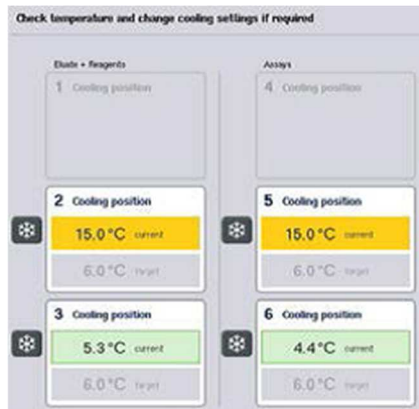 Check temperature and change cooling settings if required
Eluate + Reagents
Assays
1 Cooling position
4 Cooling position
2 Cooling position
5 Cooling position
15.0 °C current
15.0 °C current
6.0 °C target
6.0 °C target
3 Cooling position
6 Cooling position
5.3 °C current
4.4 °C current
6.0 °C target
6.0 °C target